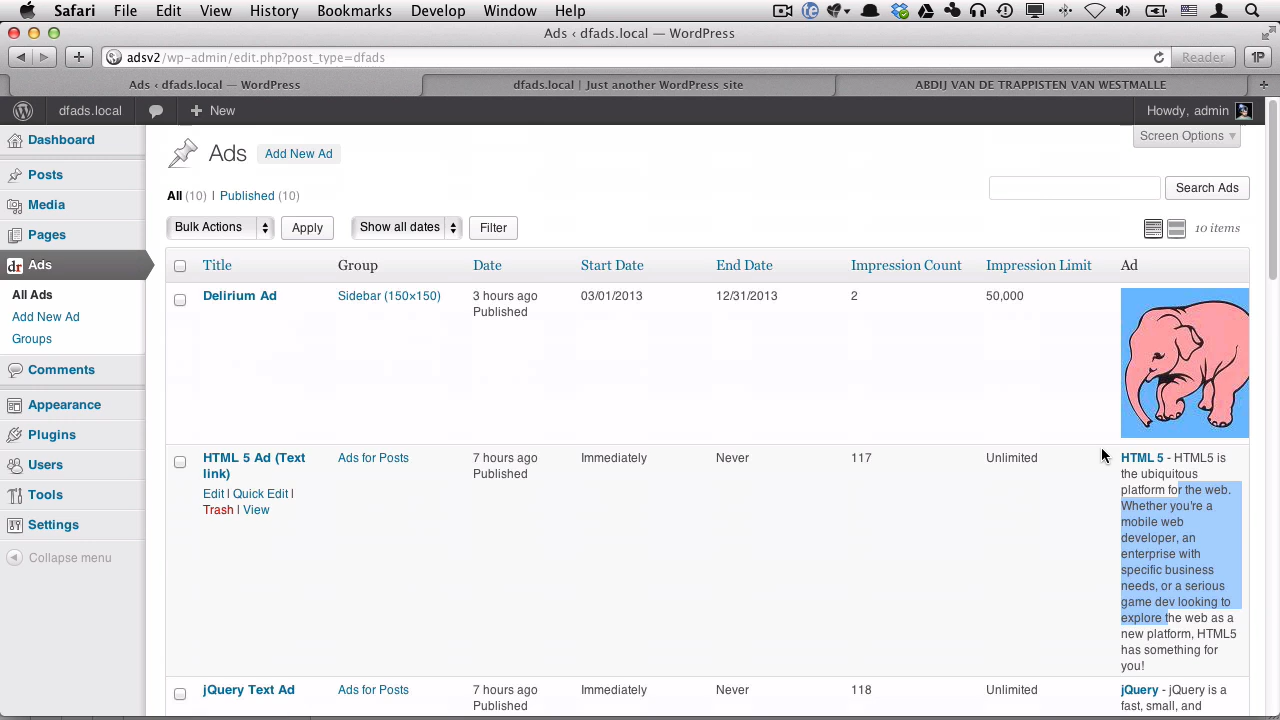 Safari File Edit View History Bookmarks Develop Window Help
Ads ‹ dfads.local — WordPress
adsv2/wp-admin/edit.php?post_type=dfads
Reader
1P
Ads ‹ dfads.local — WordPress
dfads.local | Just another WordPress site
ABDIJ VAN DE TRAPPISTEN VAN WESTMALLE
dfads.local
New
Howdy, admin
Screen Options
Dashboard
Posts
Media
Pages
dr Ads
All Ads
Add New Ad
Groups
Comments
Appearance
Plugins
Users
Tools
Settings
Collapse menu
Ads Add New Ad
All (10) | Published (10)
Search Ads
Bulk Actions Apply Show all dates Filter
10 items
Title Group Date Start Date End Date Impression Count Impression Limit Ad
Delirium Ad Sidebar (150×150) 3 hours ago 03/01/2013 12/31/2013 2 50,000
Published
HTML 5 Ad (Text
link)
Edit | Quick Edit |
Trash | View
Ads for Posts
7 hours ago
Published
Immediately
Never
117
Unlimited
HTML 5 - HTML5 is
the ubiquitous
platform for the web.
Whether you're a
mobile web
developer, an
enterprise with
specific business
needs, or a serious
game dev looking to
explore the web as a
new platform, HTML5
has something for
you!
jQuery Text Ad
Ads for Posts
7 hours ago
Published
Immediately
Never
118
Unlimited
jQuery - jQuery is a
fast, small, and